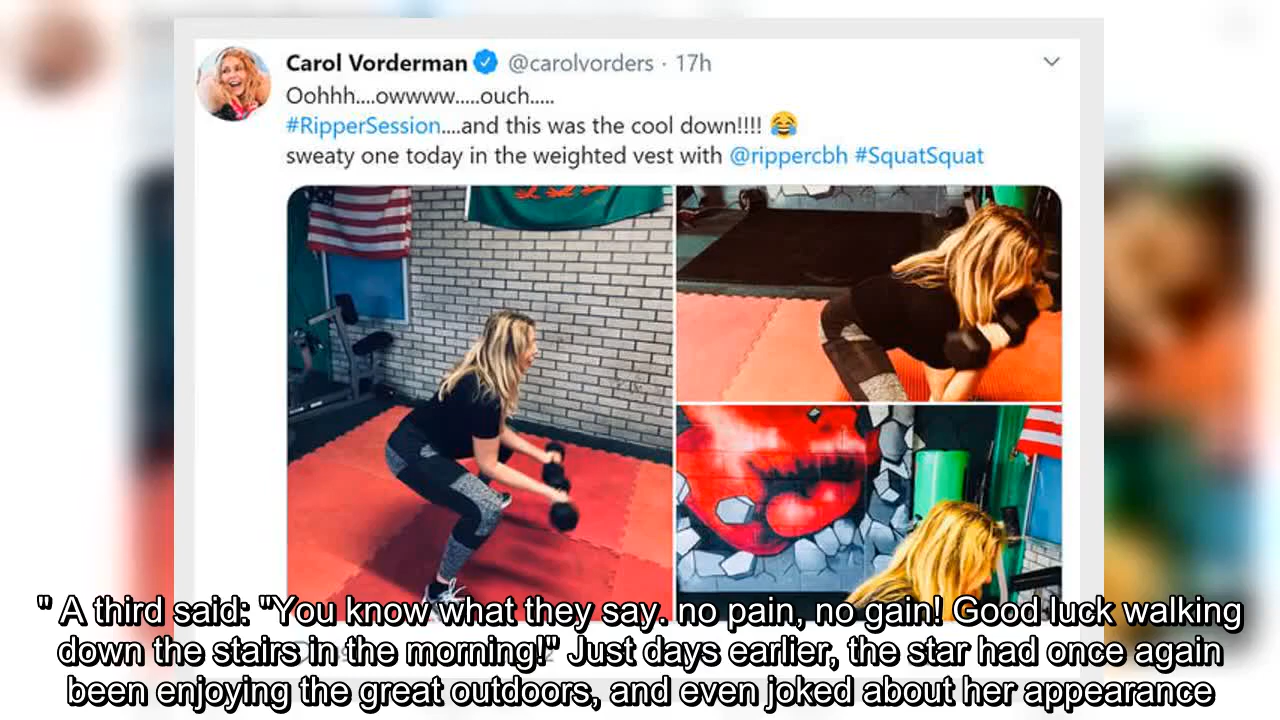 Carol Vorderman @carolvorders · 17h
Oohhh....owwww.....ouch.....
#RipperSession....and this was the cool down!!!! 😂
sweaty one today in the weighted vest with @rippercbh #SquatSquat
" A third said: "You know what they say. no pain, no gain! Good luck walking
down the stairs in the morning!" Just days earlier, the star had once again
been enjoying the great outdoors, and even joked about her appearance